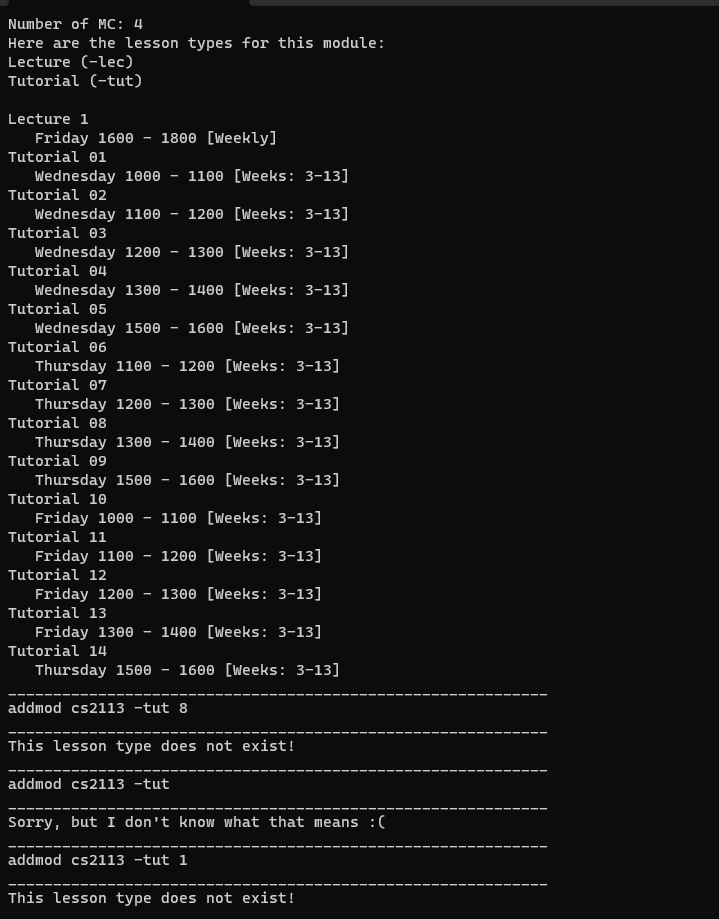 Number of MC: 4
Here are the lesson types for this module:
Lecture (-lec)
Tutorial (-tut)

Lecture 1
   Friday 1600 - 1800 [Weekly]
Tutorial 01
   Wednesday 1000 - 1100 [Weeks: 3-13]
Tutorial 02
   Wednesday 1100 - 1200 [Weeks: 3-13]
Tutorial 03
   Wednesday 1200 - 1300 [Weeks: 3-13]
Tutorial 04
   Wednesday 1300 - 1400 [Weeks: 3-13]
Tutorial 05
   Wednesday 1500 - 1600 [Weeks: 3-13]
Tutorial 06
   Thursday 1100 - 1200 [Weeks: 3-13]
Tutorial 07
   Thursday 1200 - 1300 [Weeks: 3-13]
Tutorial 08
   Thursday 1300 - 1400 [Weeks: 3-13]
Tutorial 09
   Thursday 1500 - 1600 [Weeks: 3-13]
Tutorial 10
   Friday 1000 - 1100 [Weeks: 3-13]
Tutorial 11
   Friday 1100 - 1200 [Weeks: 3-13]
Tutorial 12
   Friday 1200 - 1300 [Weeks: 3-13]
Tutorial 13
   Friday 1300 - 1400 [Weeks: 3-13]
Tutorial 14
   Thursday 1500 - 1600 [Weeks: 3-13]
____________________________________________________________
addmod cs2113 -tut 8
____________________________________________________________
This lesson type does not exist!
____________________________________________________________
addmod cs2113 -tut
____________________________________________________________
Sorry, but I don't know what that means :(
____________________________________________________________
addmod cs2113 -tut 1
____________________________________________________________
This lesson type does not exist!